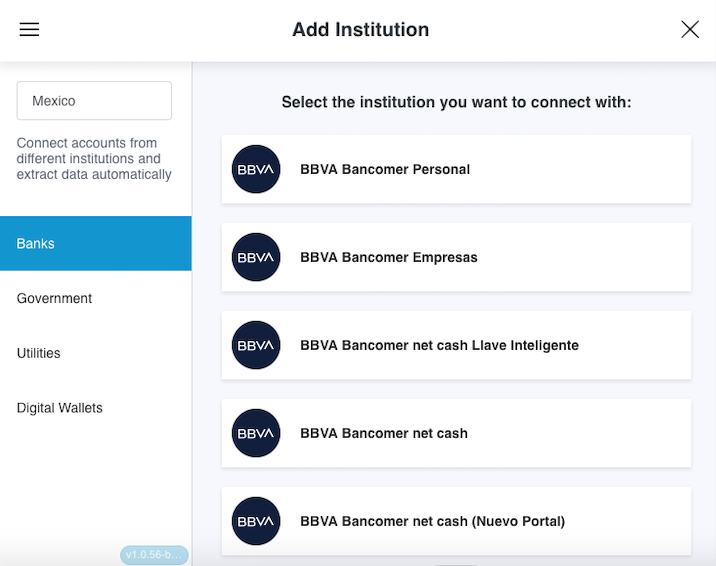 Add Institution
Mexico
Connect accounts from
different institutions and
extract data automatically
Banks
Government
Utilities
Digital Wallets
v1.0.56-b...
Select the institution you want to connect with:
BBVA
BBVA Bancomer Personal
BBVA
BBVA Bancomer Empresas
BBVA
BBVA Bancomer net cash Llave Inteligente
BBVA
BBVA Bancomer net cash
BBVA
BBVA Bancomer net cash (Nuevo Portal)